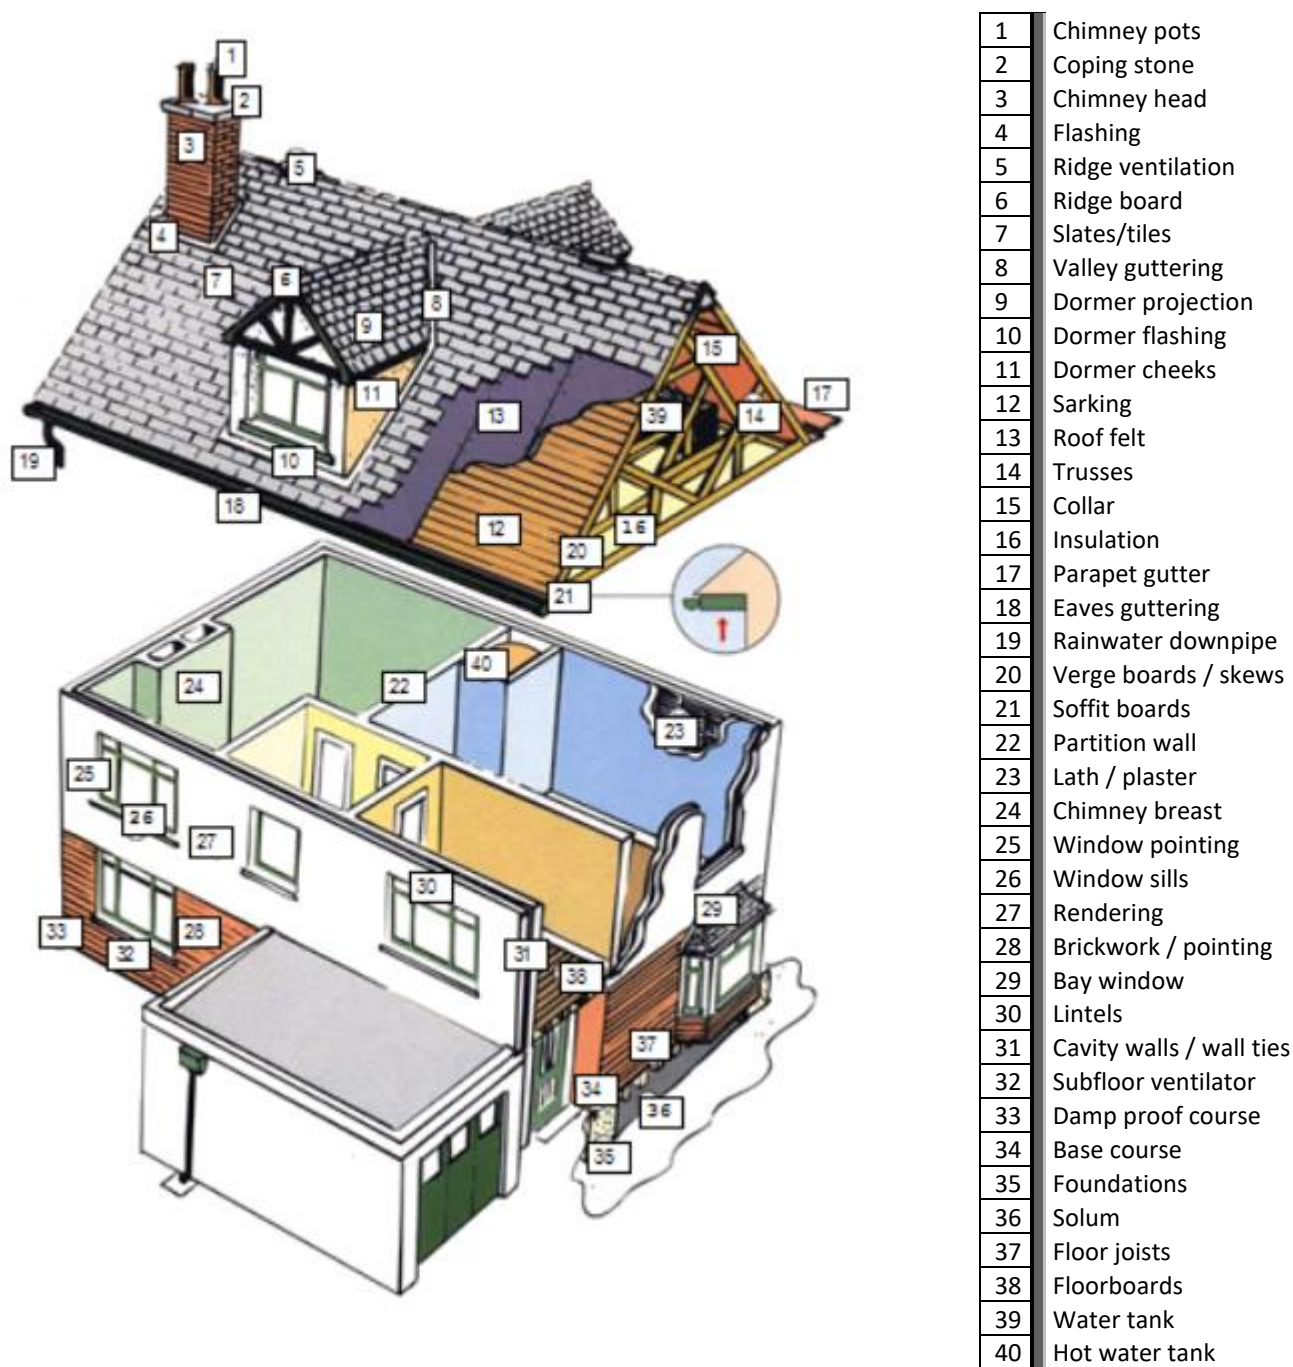 1
2
3
4
5
6
7
8
9
10
11
12
13
14
15
16
17
18
19
20
21
22
23
24
25
26
27
28
29
30
31
32
33
34
35
36
37
38
39
40
1 Chimney pots
2 Coping stone
3 Chimney head
4 Flashing
5 Ridge ventilation
6 Ridge board
7 Slates/tiles
8 Valley guttering
9 Dormer projection
10 Dormer flashing
11 Dormer cheeks
12 Sarking
13 Roof felt
14 Trusses
15 Collar
16 Insulation
17 Parapet gutter
18 Eaves guttering
19 Rainwater downpipe
20 Verge boards / skews
21 Soffit boards
22 Partition wall
23 Lath / plaster
24 Chimney breast
25 Window pointing
26 Window sills
27 Rendering
28 Brickwork / pointing
29 Bay window
30 Lintels
31 Cavity walls / wall ties
32 Subfloor ventilator
33 Damp proof course
34 Base course
35 Foundations
36 Solum
37 Floor joists
38 Floorboards
39 Water tank
40 Hot water tank